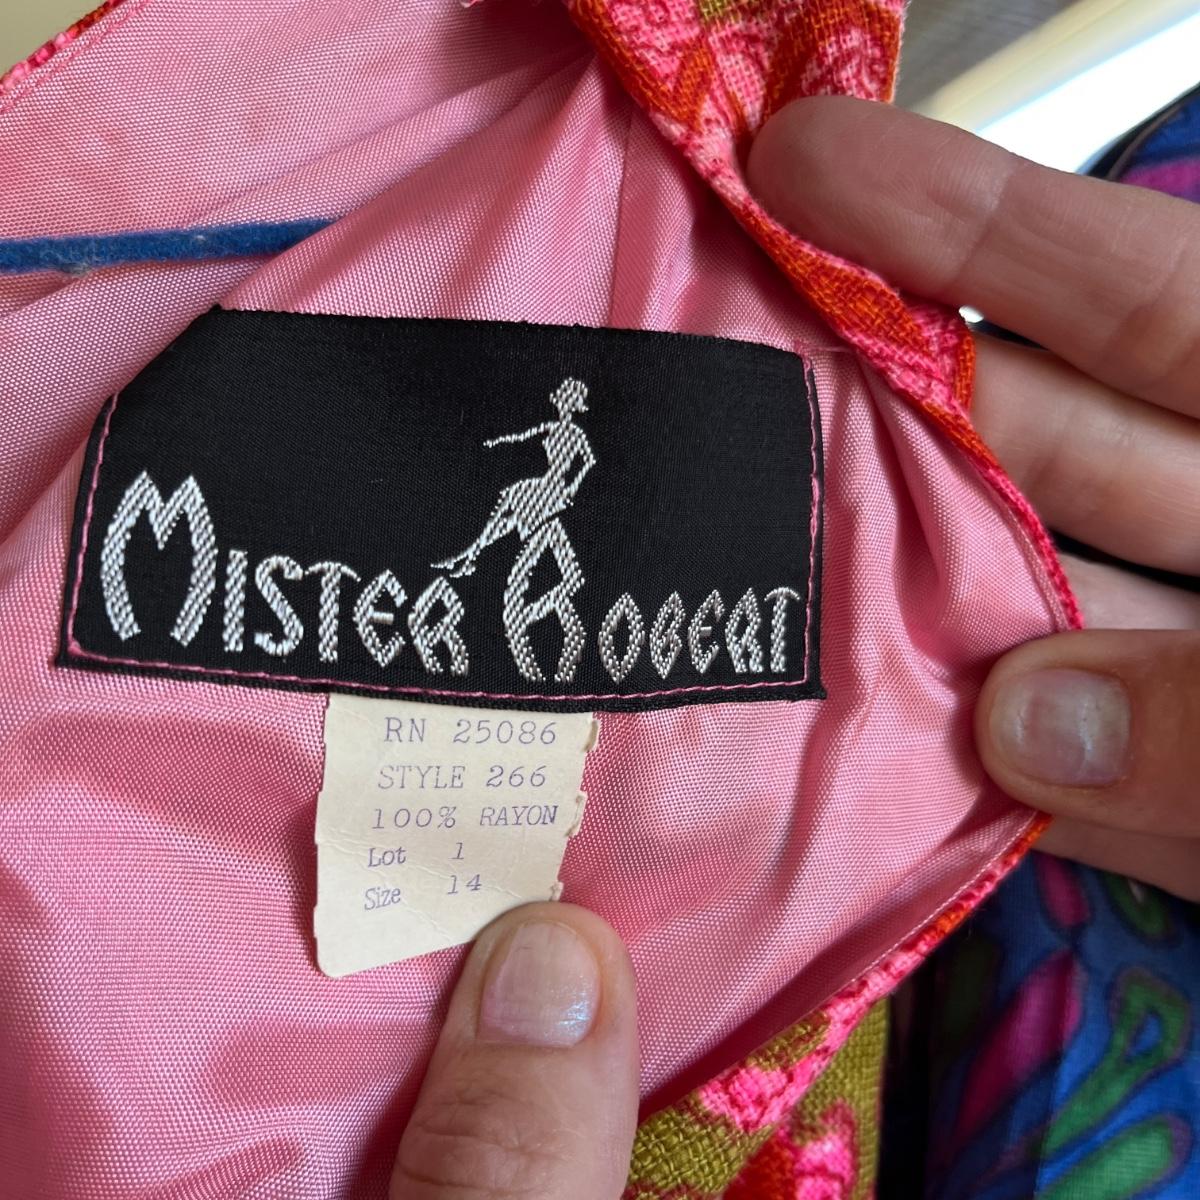 MISTER ROBERT
RN 25086
STYLE 266
100% RAYON
Lot 1
Size 14